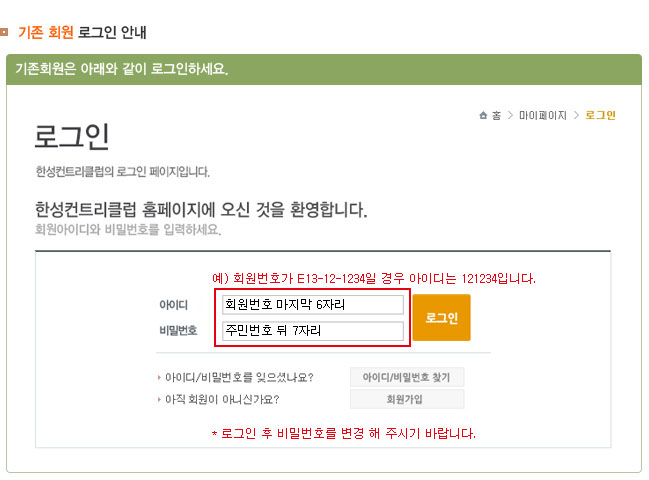 기존 회원 로그인 안내
기존회원은 아래와 같이 로그인하세요.
홈 > 마이페이지 > 로그인
로그인
한성컨트리클럽의 로그인 페이지입니다.
한성컨트리클럽 홈페이지에 오신 것을 환영합니다.
회원아이디와 비밀번호를 입력하세요.
예) 회원번호가 E13-12-1234일 경우 아이디는 121234입니다.
아이디 회원번호 마지막 6자리
비밀번호 주민번호 뒤 7자리
로그인
아이디/비밀번호를 잊으셨나요? 아이디/비밀번호 찾기
아직 회원이 아니신가요? 회원가입
* 로그인 후 비밀번호를 변경 해 주시기 바랍니다.